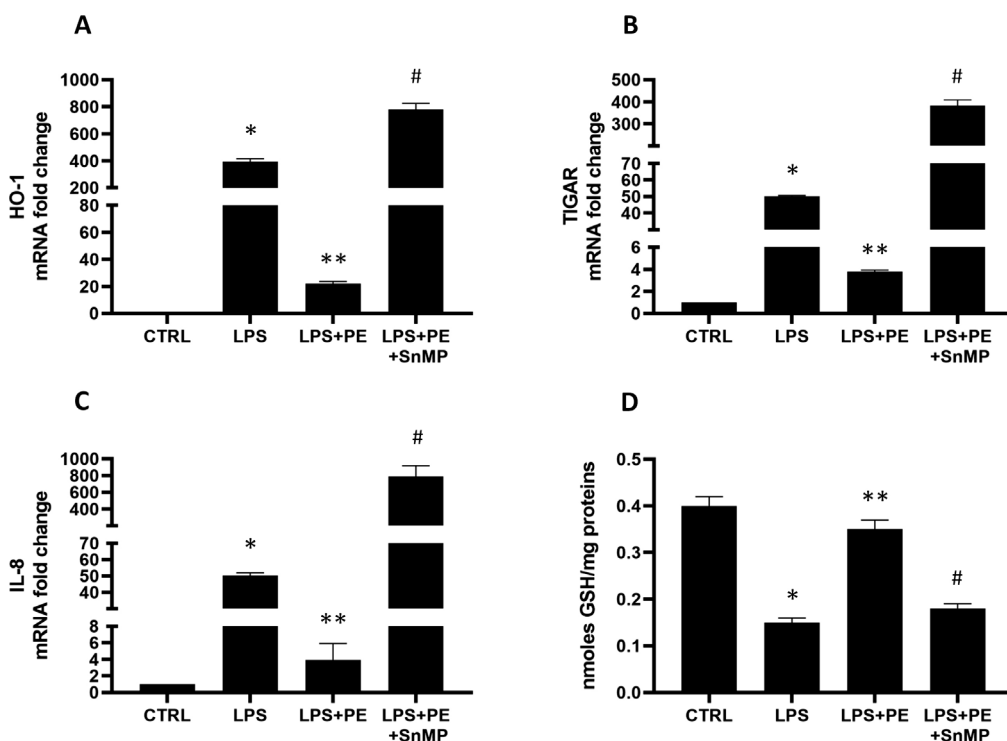 A
HO-1
mRNA fold change
1000
800
600
400
200
80
60
40
20
0
*
**
#
CTRL
LPS
LPS+PE
LPS+PE
+SnMP
B
TIGAR
mRNA fold change
500
400
300
70
60
50
40
6
4
2
0
*
**
#
CTRL
LPS
LPS+PE
LPS+PE
+SnMP
C
IL-8
mRNA fold change
1000
800
600
400
70
60
50
40
8
6
4
2
0
*
**
#
CTRL
LPS
LPS+PE
LPS+PE
+SnMP
D
nmoles GSH/mg proteins
0.5
0.4
0.3
0.2
0.1
0.0
*
**
#
CTRL
LPS
LPS+PE
LPS+PE
+SnMP